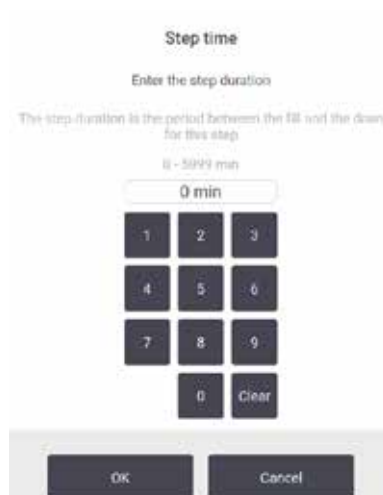 Step time
Enter the step duration
The step duration is the period between the fill and the down
for this step
0 - 5999 min
0 min
1 2 3
4 5 6
7 8 9
0 Clear
OK Cancel